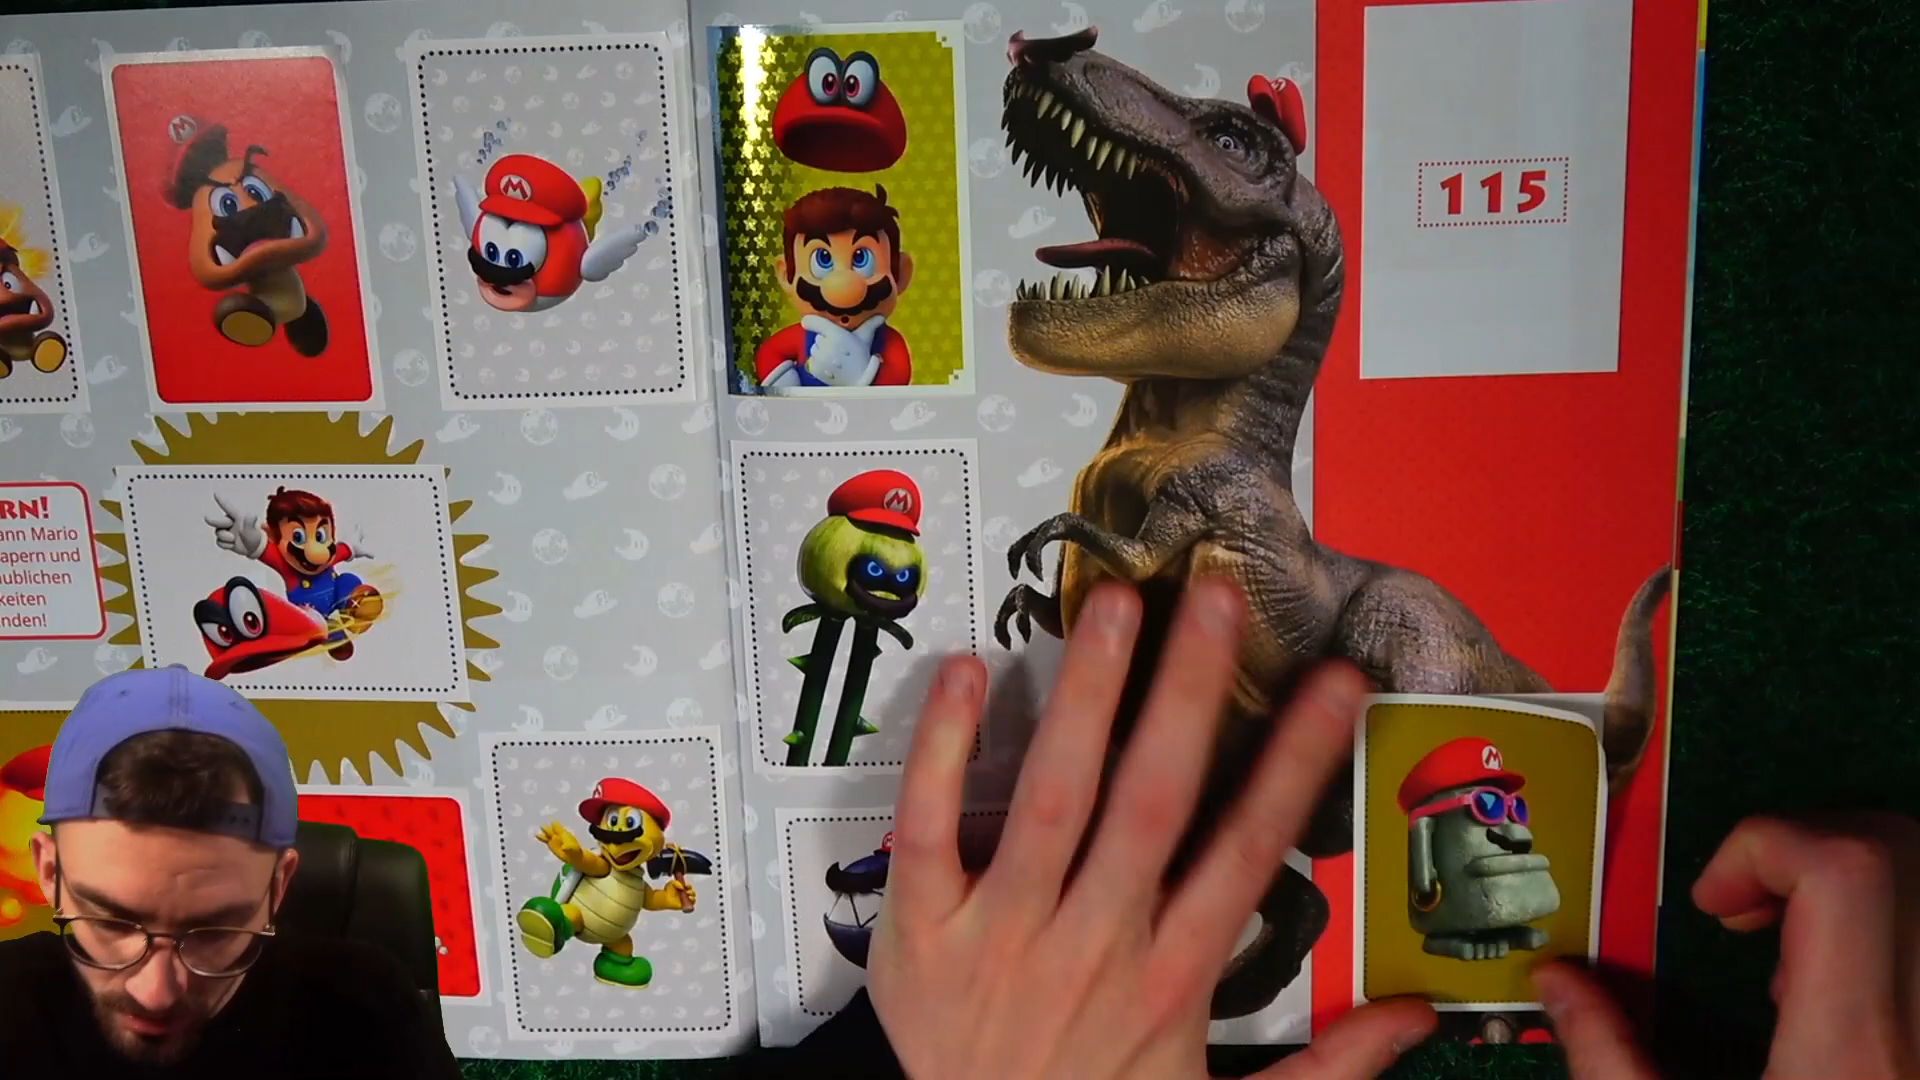 115
RN!
ann Mario
apern und
ublichen
keiten
nden!